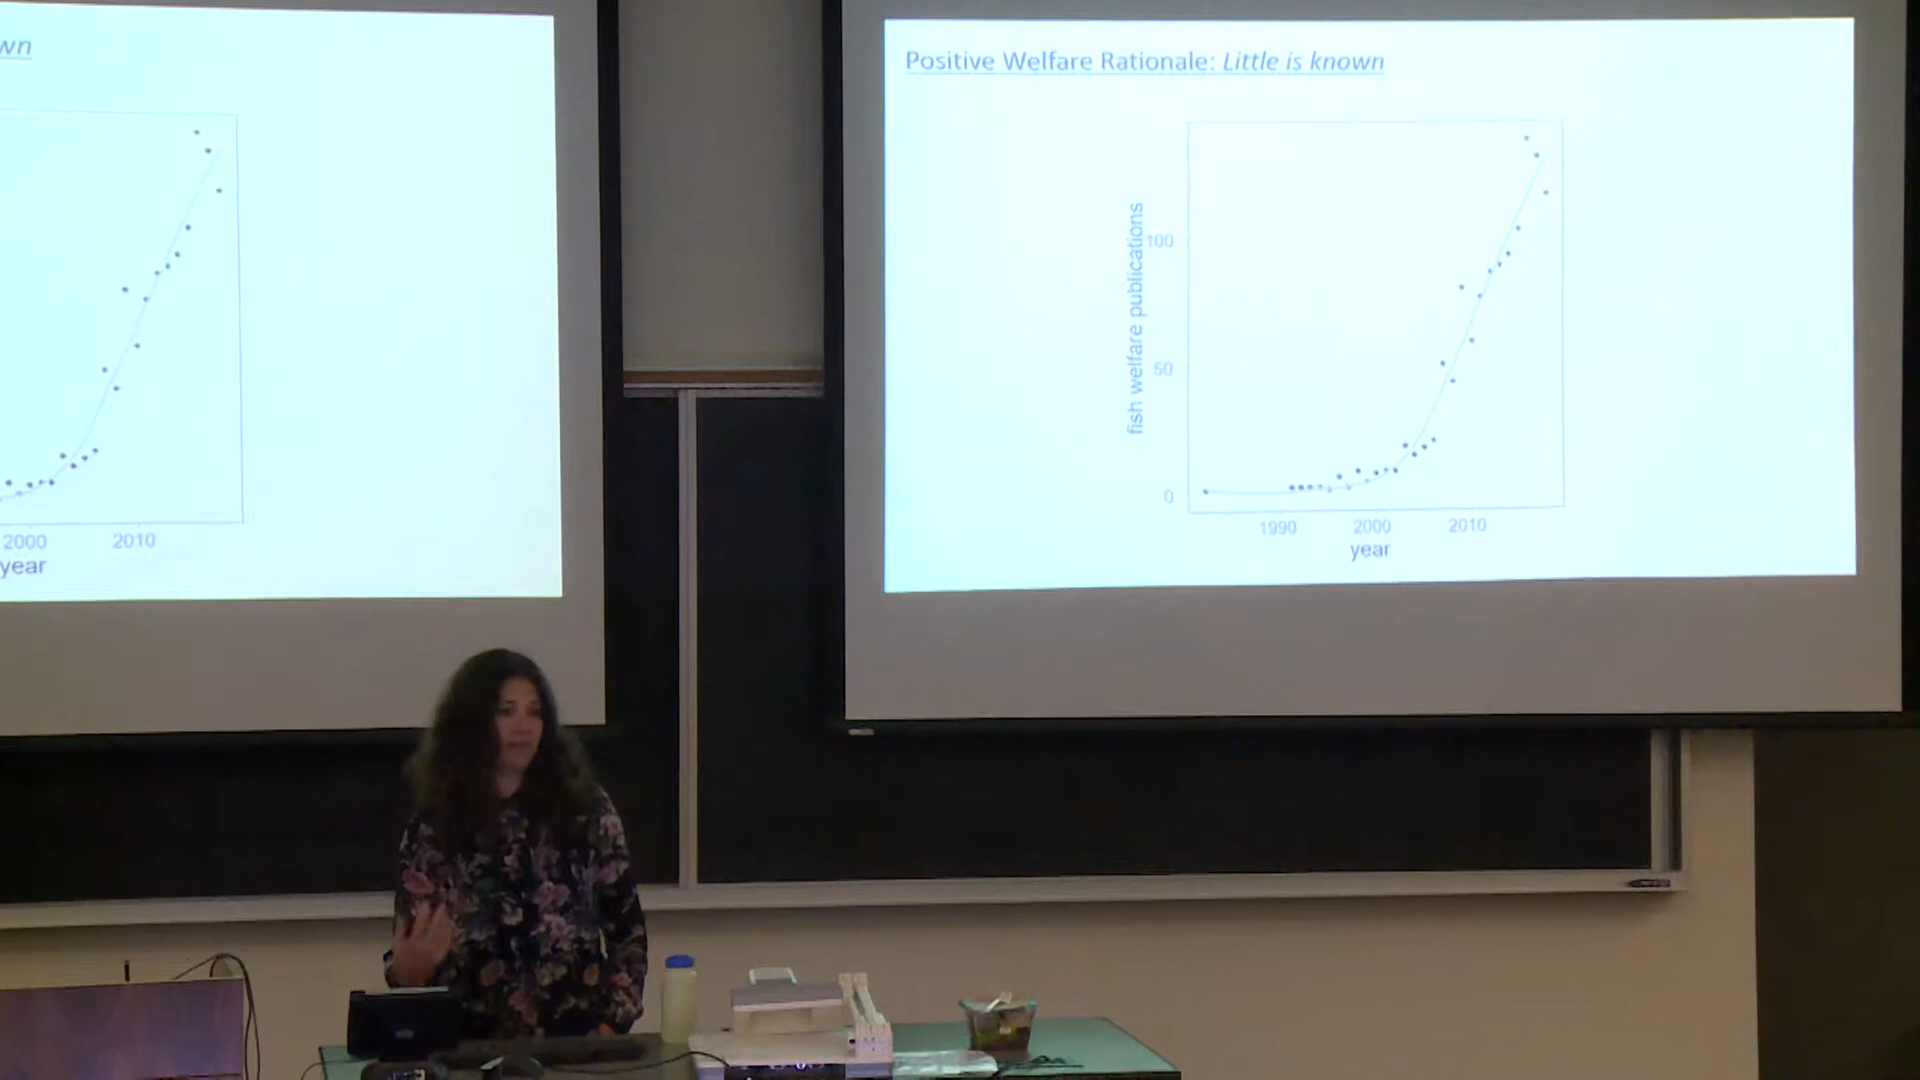 wn
2000 2010
year
Positive Welfare Rationale: Little is known
fish welfare publications
100
50
0
1990 2000 2010
year